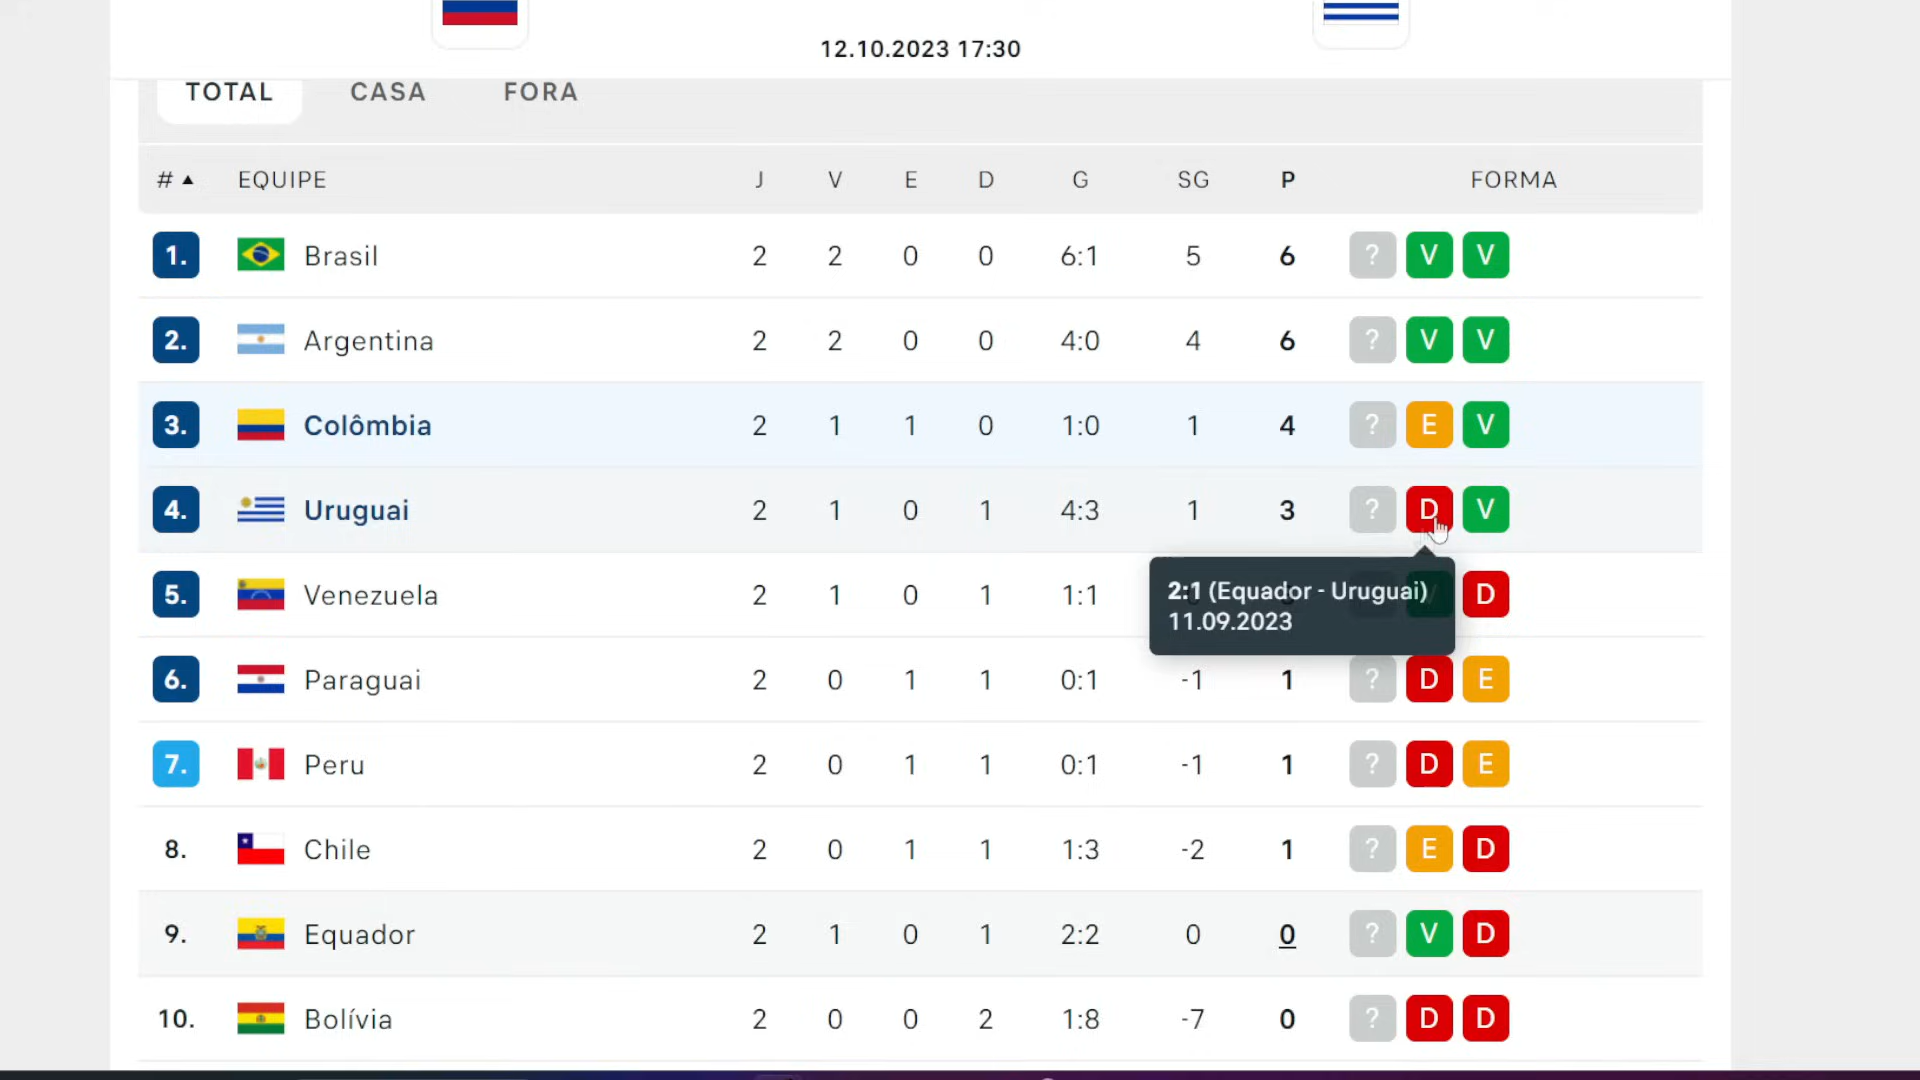 12.10.2023 17:30
TOTAL CASA FORA
# ▲ EQUIPE J V E D G SG P FORMA
1. Brasil 2 2 0 0 6:1 5 6 ? V V
2. Argentina 2 2 0 0 4:0 4 6 ? V V
3. Colômbia 2 1 1 0 1:0 1 4 ? E V
4. Uruguai 2 1 0 1 4:3 1 3 ? D V
5. Venezuela 2 1 0 1 1:1 D
2:1 (Equador - Uruguai)
11.09.2023
6. Paraguai 2 0 1 1 0:1 -1 1 ? D E
7. Peru 2 0 1 1 0:1 -1 1 ? D E
8. Chile 2 0 1 1 1:3 -2 1 ? E D
9. Equador 2 1 0 1 2:2 0 0 ? V D
10. Bolívia 2 0 0 2 1:8 -7 0 ? D D